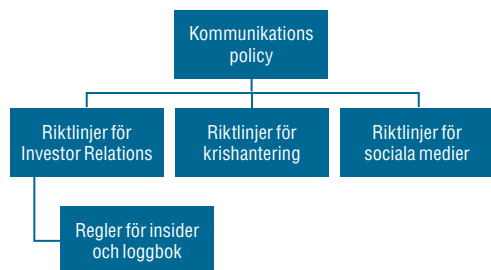 Kommunikations
policy
Riktlinjer för
Investor Relations
Riktlinjer för
krishantering
Riktlinjer för
sociala medier
Regler för insider
och loggbok